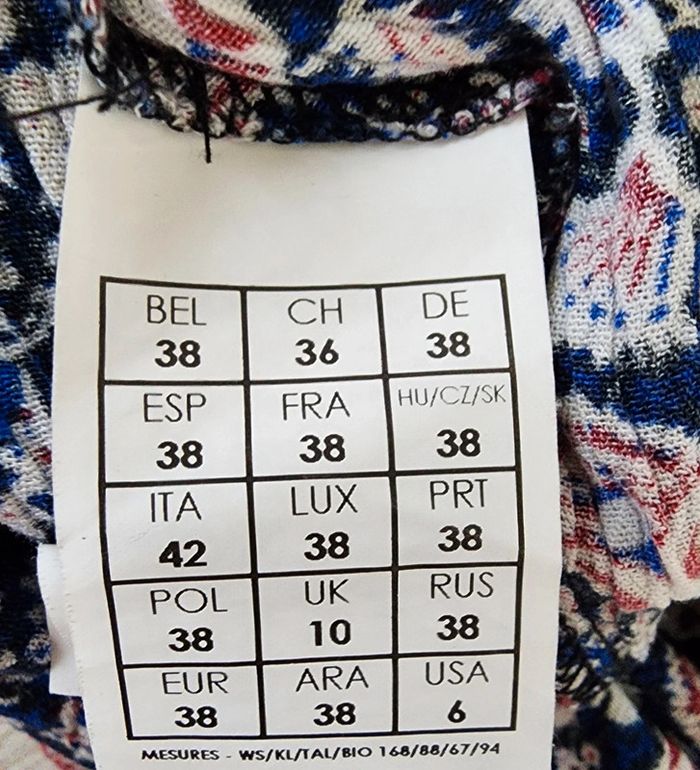 BEL CH DE
38 36 38
ESP FRA HU/CZ/SK
38 38 38
ITA LUX PRT
42 38 38
POL UK RUS
38 10 38
EUR ARA USA
38 38 6
MESURES - WS/KL/TAL/BIO 168/88/67/94